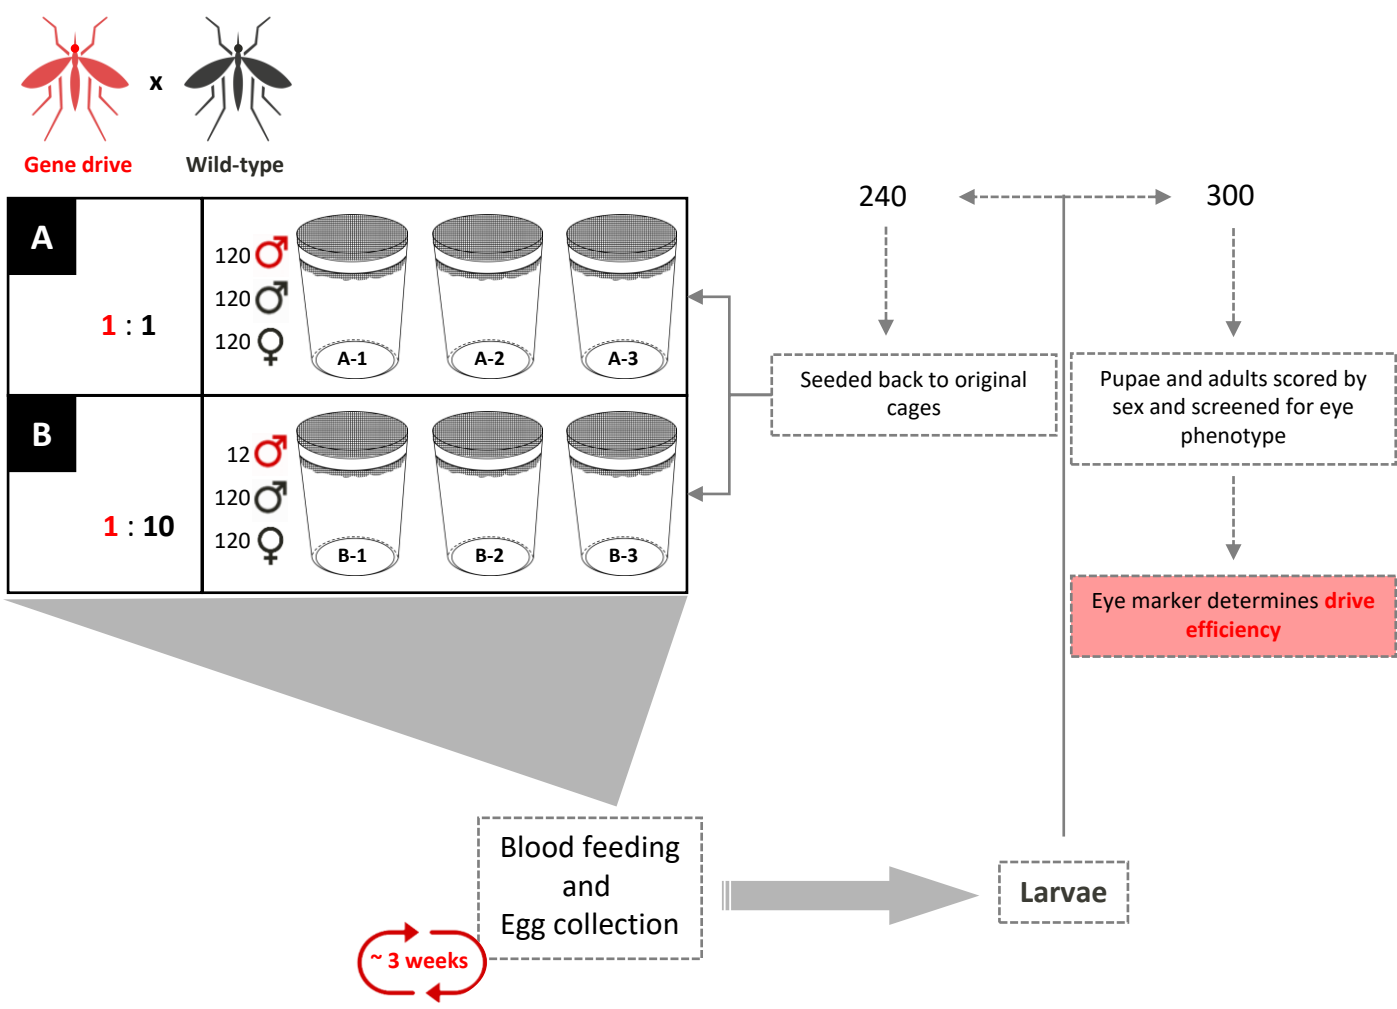 x
Gene drive
Wild-type
A
1 : 1
120
120
120
A-1
A-2
A-3
B
1 : 10
12
120
120
B-1
B-2
B-3
240
300
Seeded back to original
cages
Pupae and adults scored by
sex and screened for eye
phenotype
Eye marker determines drive
efficiency
Blood feeding
and
Egg collection
~ 3 weeks
Larvae